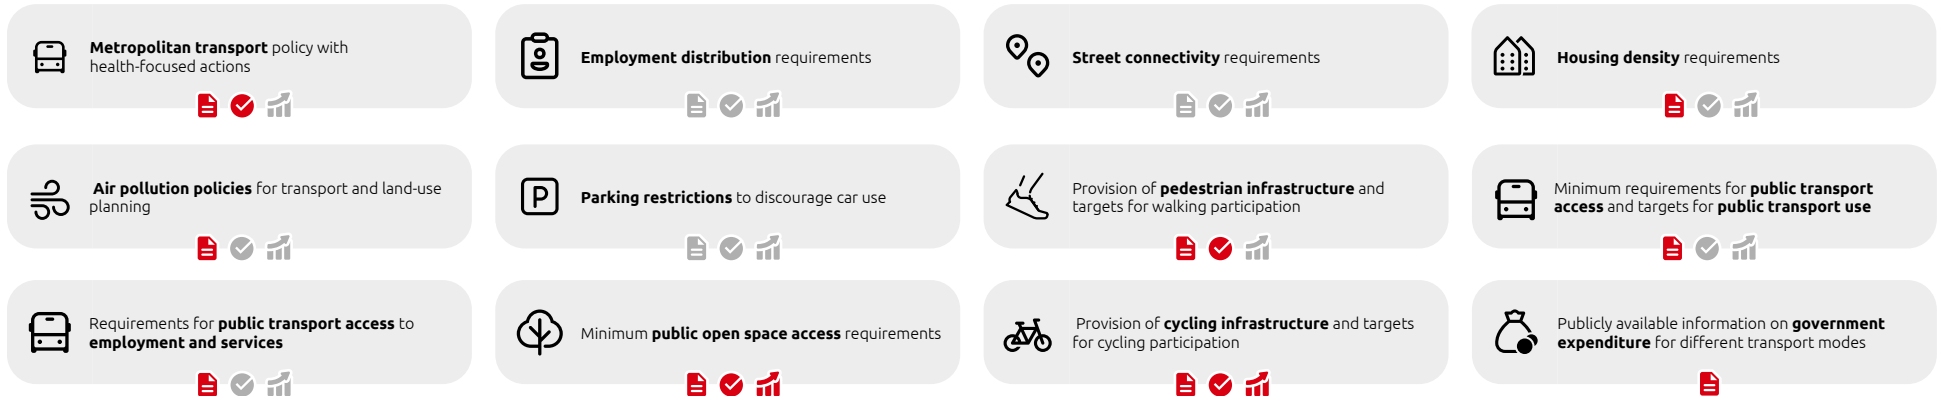 Metropolitan transport policy with
health-focused actions
Employment distribution requirements
Street connectivity requirements
Housing density requirements
Air pollution policies for transport and land-use
planning
P
Parking restrictions to discourage car use
Provision of pedestrian infrastructure and
targets for walking participation
Minimum requirements for public transport
access and targets for public transport use
Requirements for public transport access to
employment and services
Minimum public open space access requirements
Provision of cycling infrastructure and targets
for cycling participation
Publicly available information on government
expenditure for different transport modes